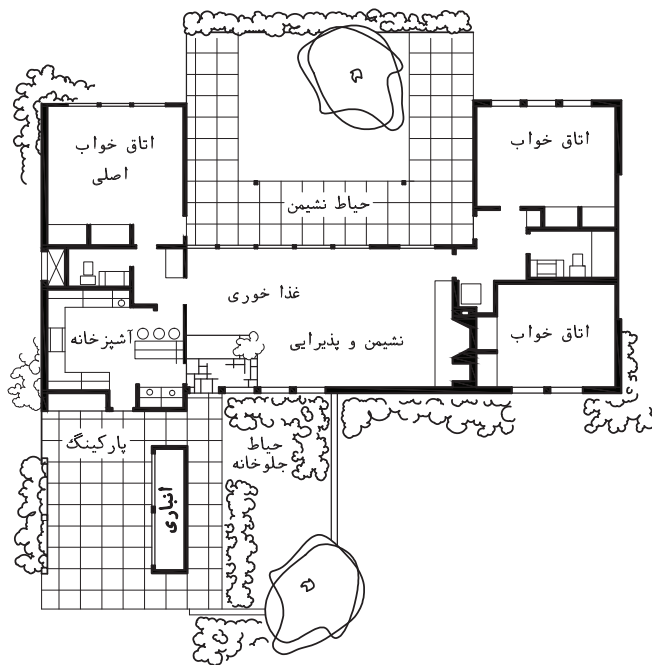 اتاق خواب
اصلی
اتاق خواب
حیاط نشیمن
غذا خوری
آشپزخانه
نشیمن و پذیرایی
اتاق خواب
پارکینگ
حیاط
جلوخانه
انباری